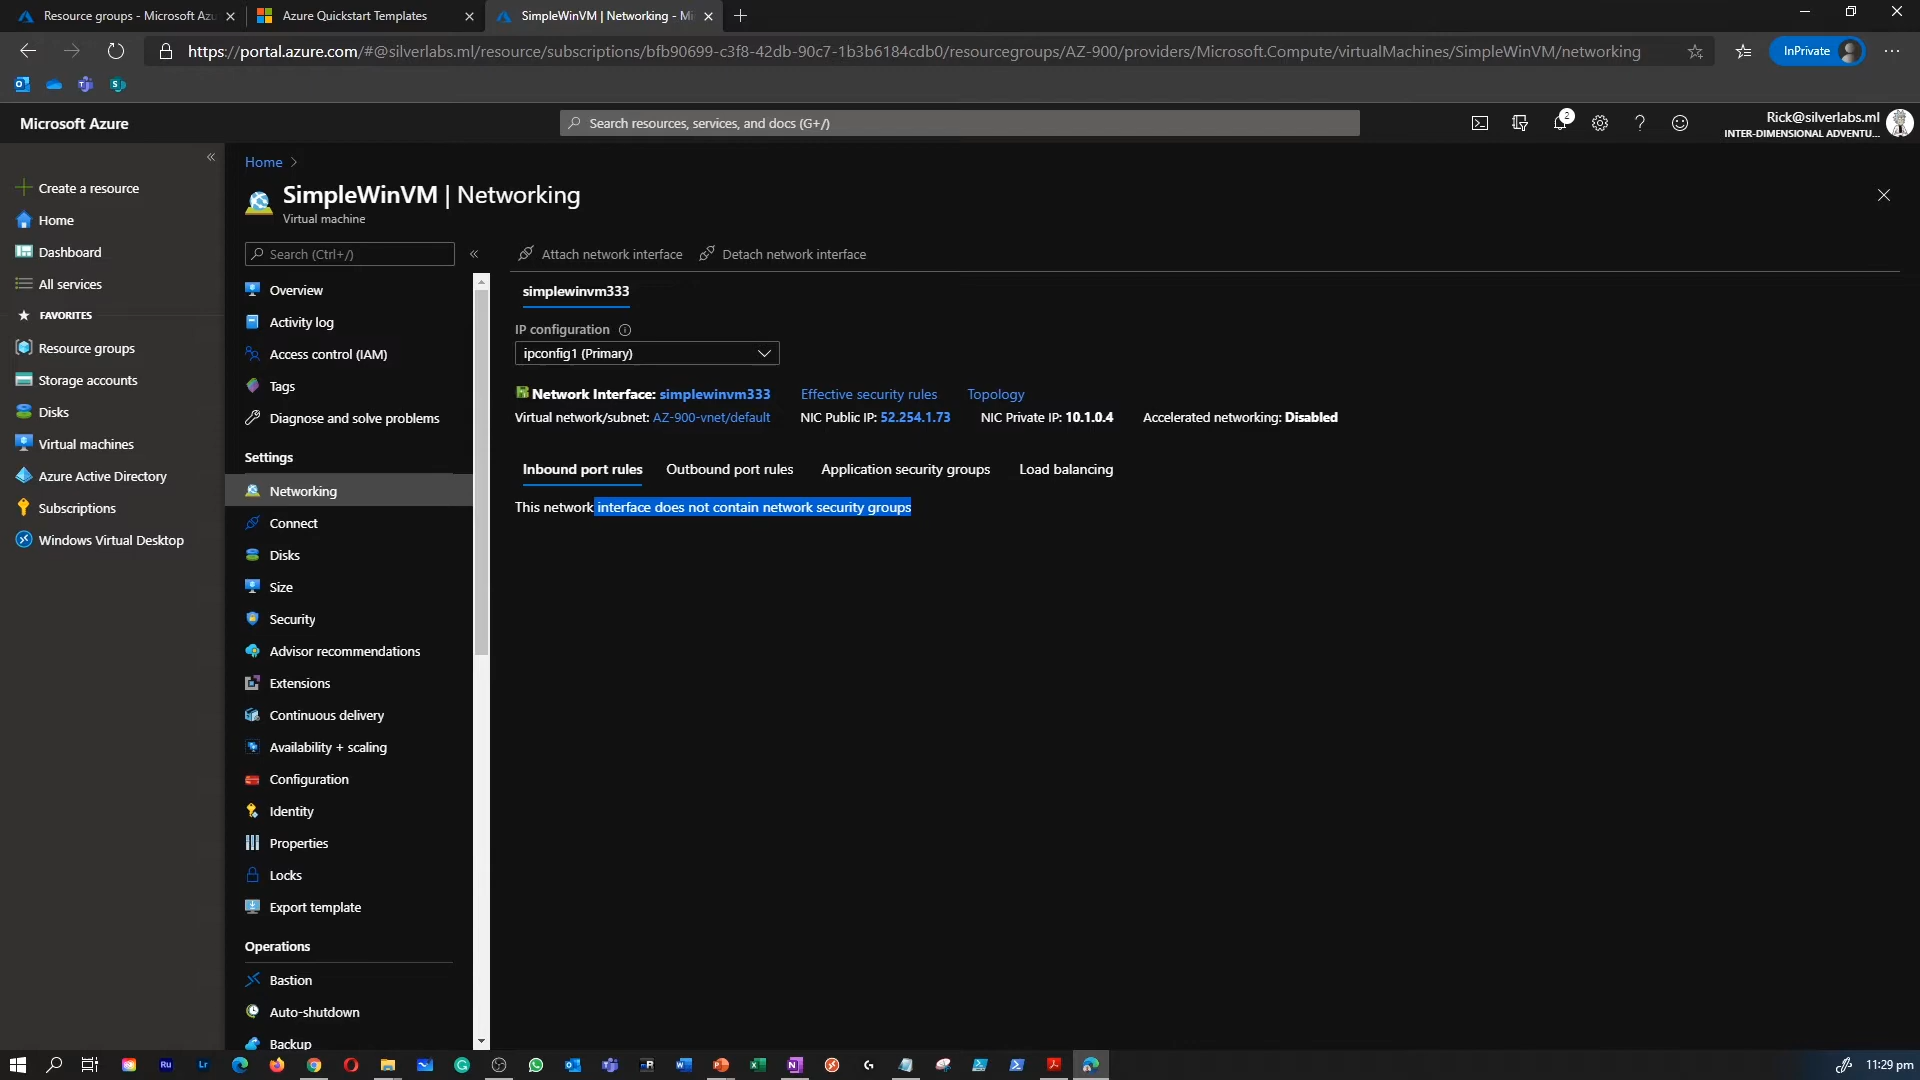 Resource groups - Microsoft Azu
Azure Quickstart Templates
SimpleWinVM | Networking - Mi
https://portal.azure.com/#@silverlabs.ml/resource/subscriptions/bfb90699-c3f8-42db-90c7-1b3b6184cdb0/resourcegroups/AZ-900/providers/Microsoft.Compute/virtualMachines/SimpleWinVM/networking
InPrivate
Microsoft Azure
Search resources, services, and docs (G+/)
2
Rick@silverlabs.ml
INTER-DIMENSIONAL ADVENTU...
Create a resource
Home
Dashboard
All services
FAVORITES
Resource groups
Storage accounts
Disks
Virtual machines
Azure Active Directory
Subscriptions
Windows Virtual Desktop
Home
SimpleWinVM | Networking
Virtual machine
Search (Ctrl+/)
Overview
Activity log
Access control (IAM)
Tags
Diagnose and solve problems
Settings
Networking
Connect
Disks
Size
Security
Advisor recommendations
Extensions
Continuous delivery
Availability + scaling
Configuration
Identity
Properties
Locks
Export template
Operations
Bastion
Auto-shutdown
Backup
Attach network interface Detach network interface
simplewinvm333
IP configuration
ipconfig1 (Primary)
Network Interface: simplewinvm333 Effective security rules Topology
Virtual network/subnet: AZ-900-vnet/default NIC Public IP: 52.254.1.73 NIC Private IP: 10.1.0.4 Accelerated networking: Disabled
Inbound port rules Outbound port rules Application security groups Load balancing
This network interface does not contain network security groups
11:29 pm